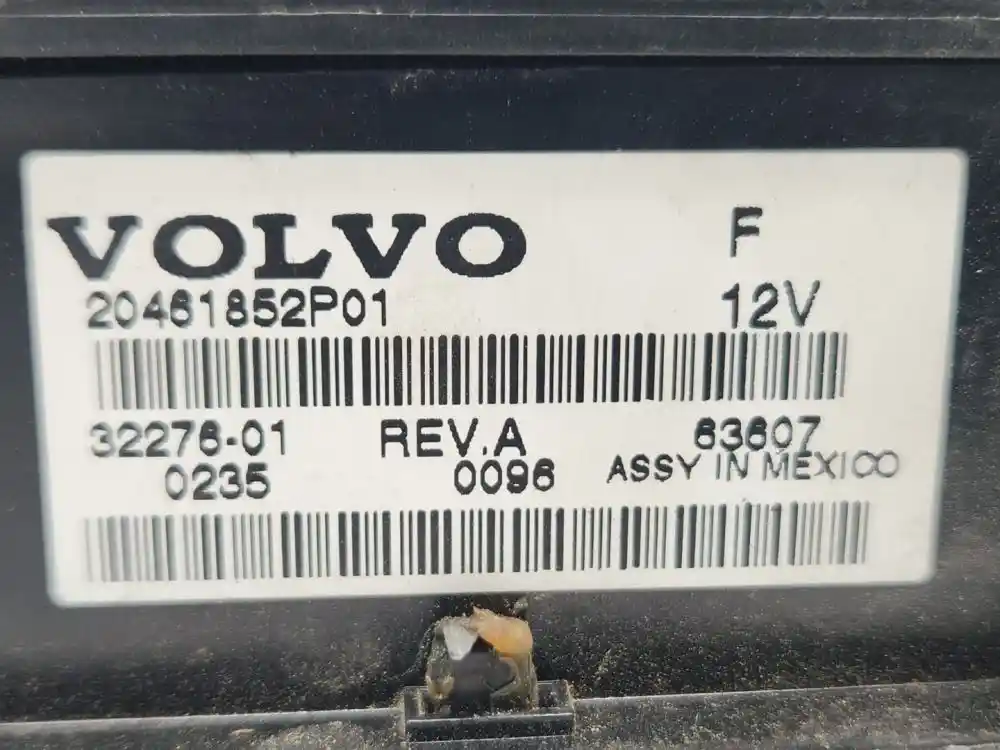 VOLVO F
20461852P01 12V
32276-01 REV.A 63607
0235 0096 ASSY IN MEXICO